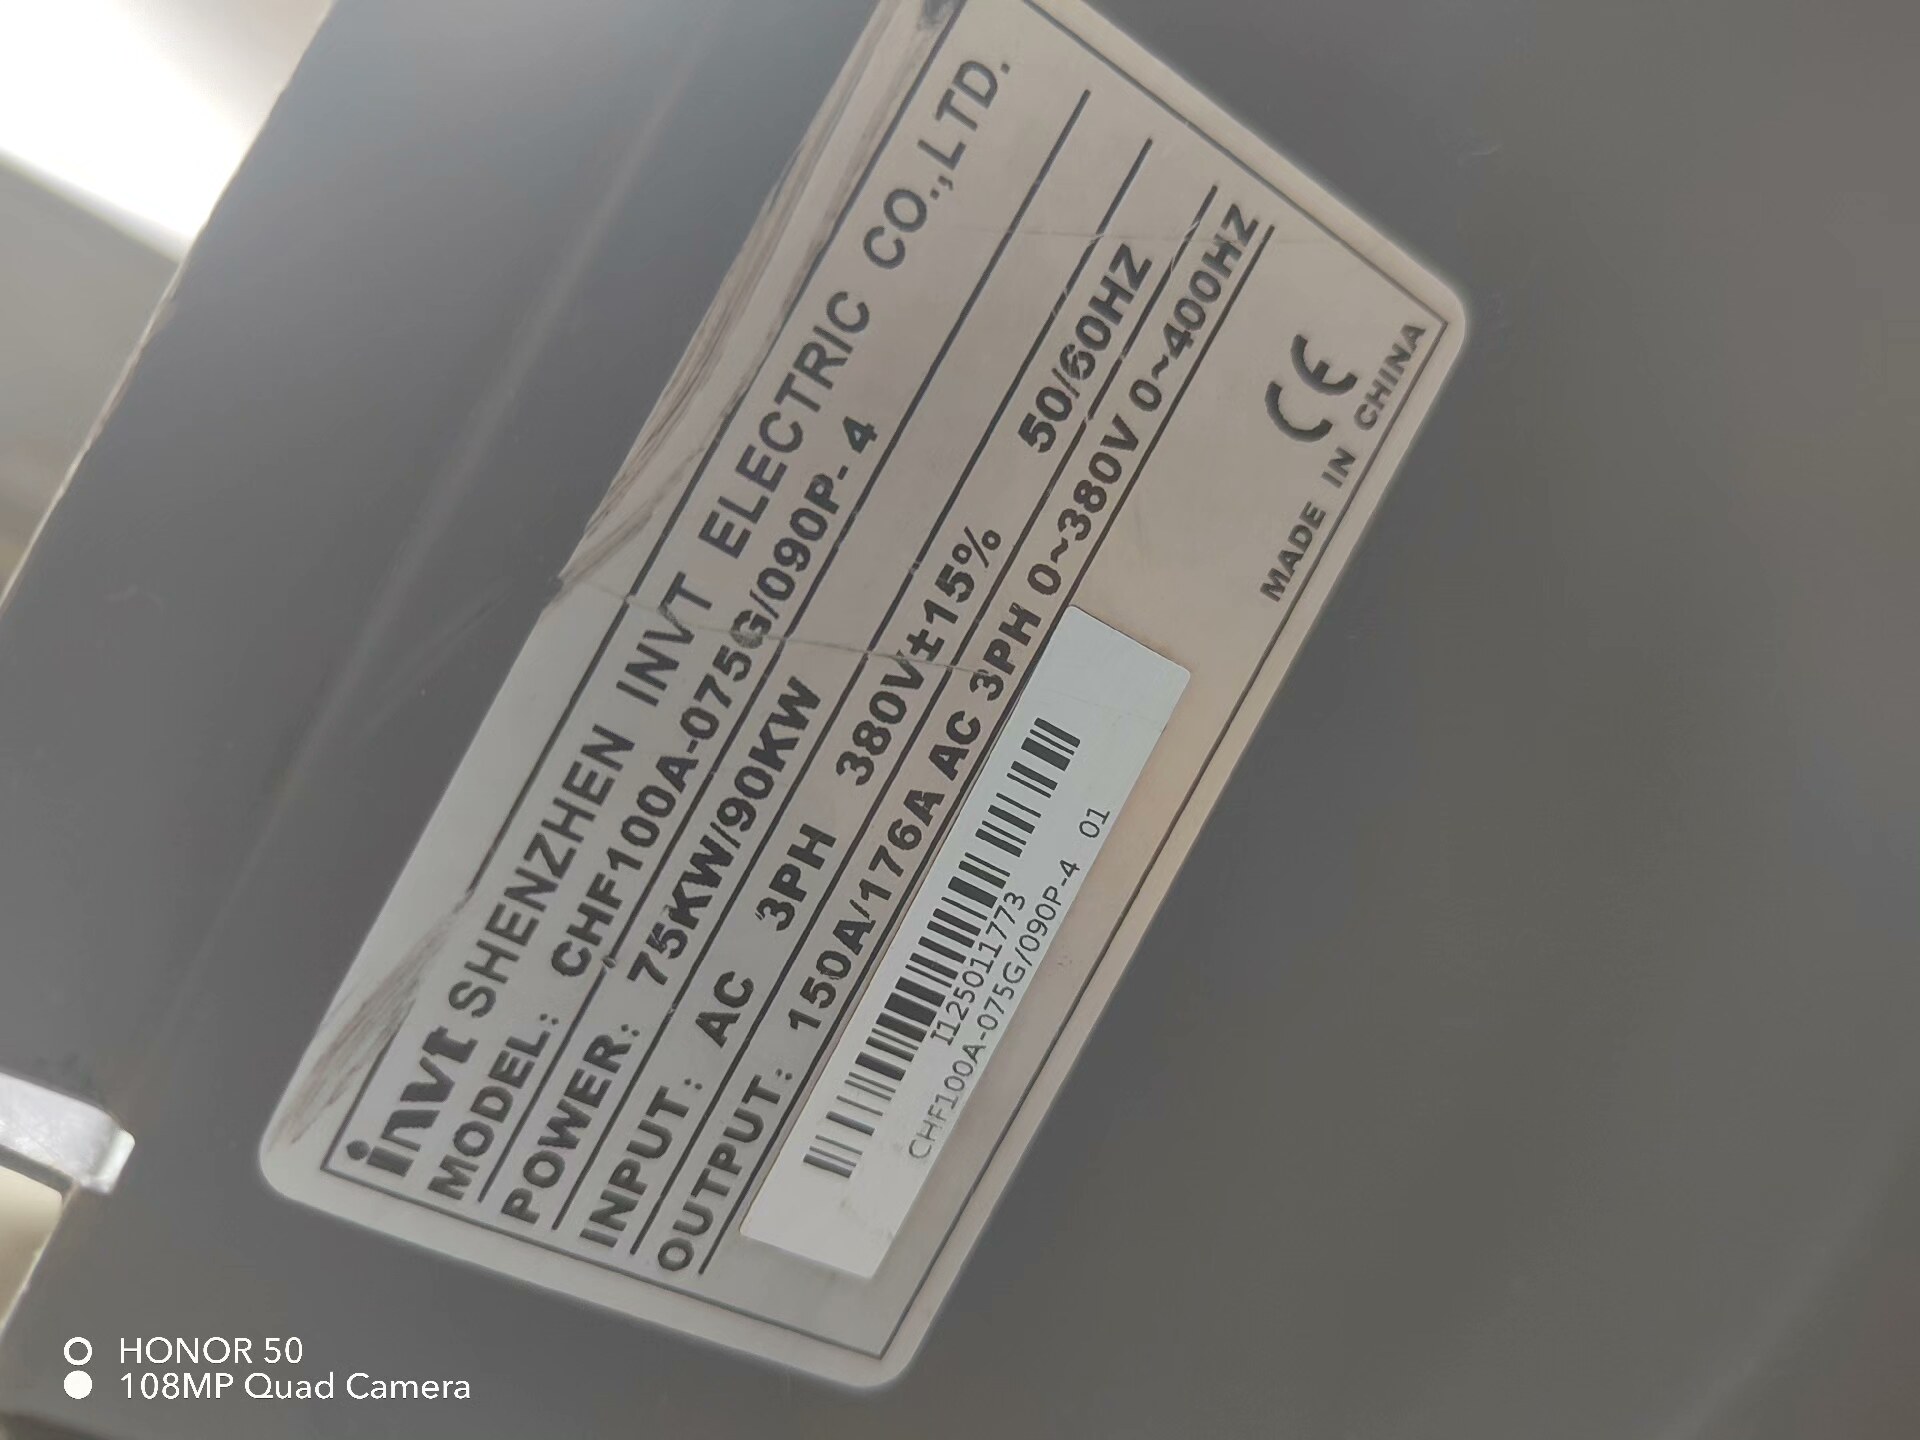 invt SHENZHEN INVT ELECTRIC CO.,LTD.
MODEL: CHF100A-075G/090P-4
POWER: 75KW/90KW
INPUT: AC 3PH 380V±15% 50/60HZ
OUTPUT: 150A/176A AC 3PH 0~380V 0~400HZ
I125011773
CHF100A-075G/090P-4 01
CE
MADE IN CHINA
HONOR 50
108MP Quad Camera